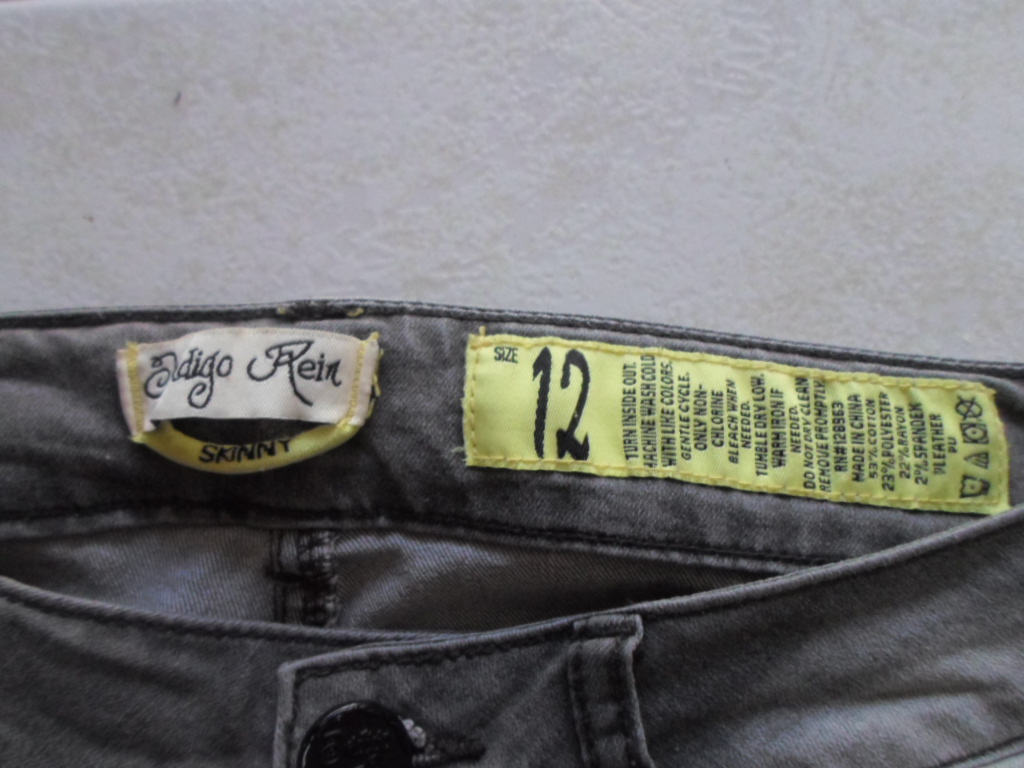 Indigo Rein
SKINNY
SIZE
12
TURN INSIDE OUT.
MACHINE WASH COLD
WITH LIKE COLORS
GENTLE CYCLE.
ONLY NON-
CHLORINE
BLEACH WHEN
NEEDED.
TUMBLE DRY LOW.
WARM IRON IF
NEEDED.
DO NOT DRY CLEAN
REMOVE PROMPTLY.
RN#128553
MADE IN CHINA
53% COTTON
23% POLYESTER
22% RAYON
2% SPANDEX
PLEATHER
PU